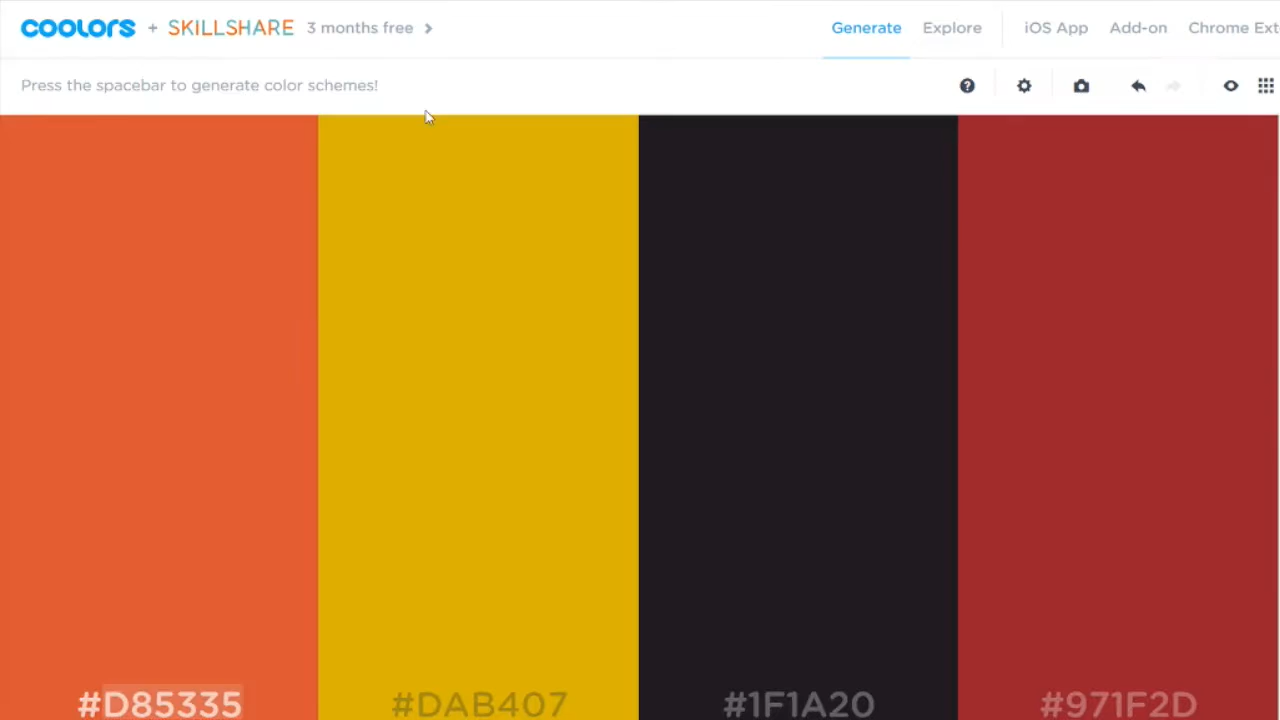 coolors + SKILLSHARE 3 months free Generate Explore iOS App Add-on Chrome Ext
Press the spacebar to generate color schemes!
#D85335 #DAB407 #1F1A20 #971F2D